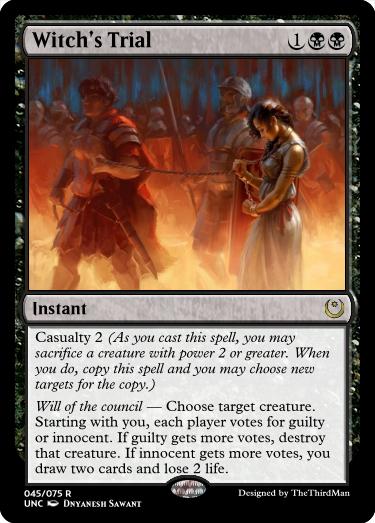 Witch's Trial 1
Instant
Casualty 2 (As you cast this spell, you may
sacrifice a creature with power 2 or greater. When
you do, copy this spell and you may choose new
targets for the copy.)
Will of the council — Choose target creature.
Starting with you, each player votes for guilty
or innocent. If guilty gets more votes, destroy
that creature. If innocent gets more votes, you
draw two cards and lose 2 life.
045/075 R
UNC Dnyanesh Sawant
Designed by TheThirdMan